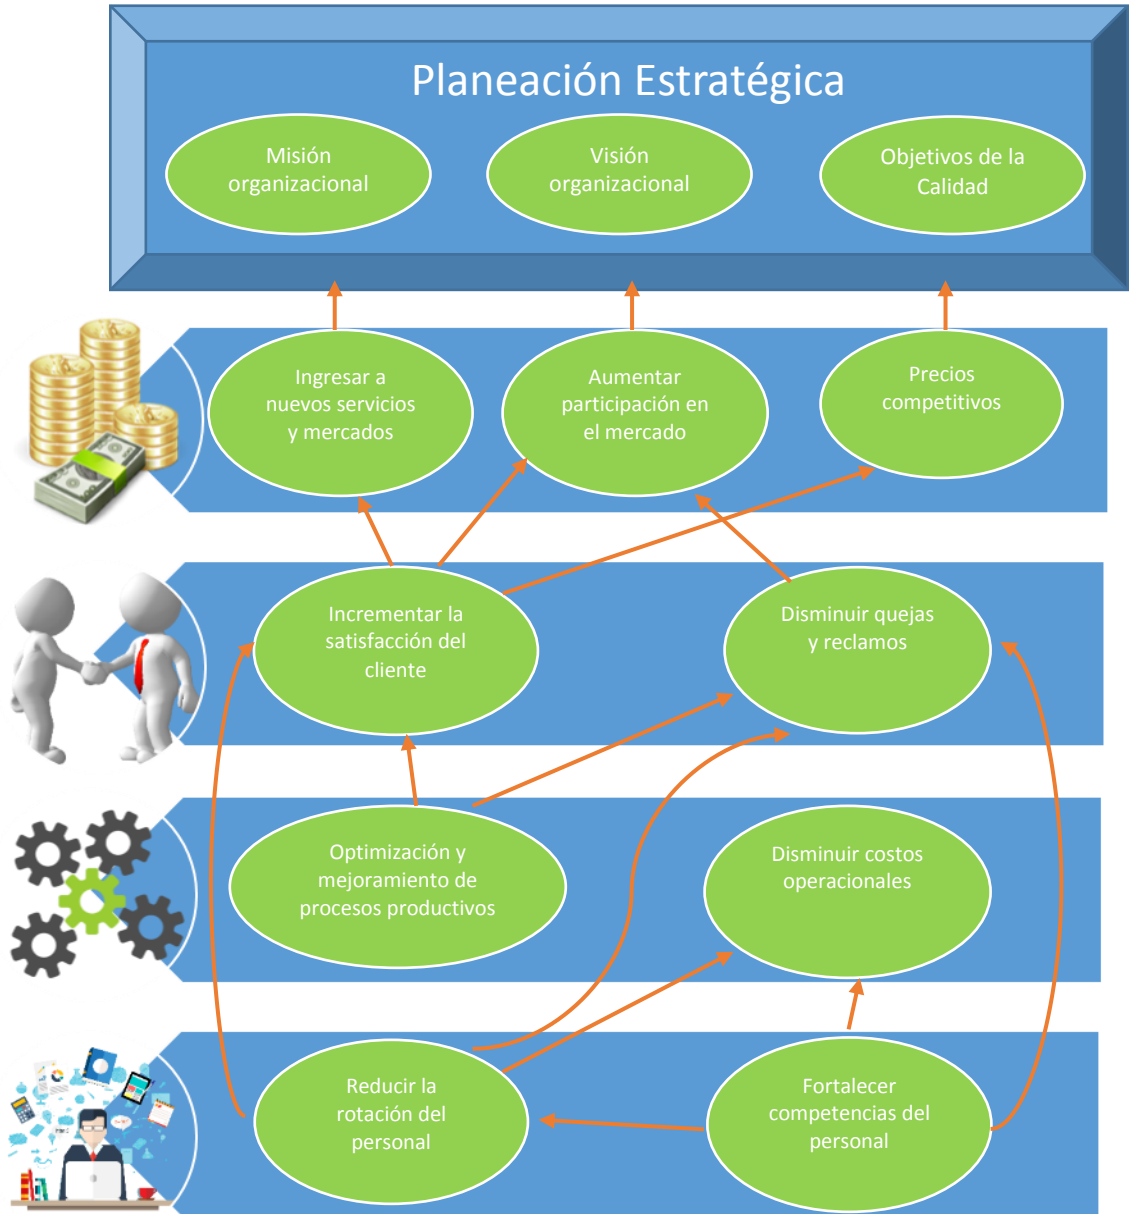 Planeación Estratégica
Misión
organizacional
Visión
organizacional
Objetivos de la
Calidad
Ingresar a
nuevos servicios
y mercados
Aumentar
participación en
el mercado
Precios
competitivos
Incrementar la
satisfacción del
cliente
Disminuir quejas
y reclamos
Optimización y
mejoramiento de
procesos productivos
Disminuir costos
operacionales
Reducir la
rotación del
personal
Fortalecer
competencias del
personal